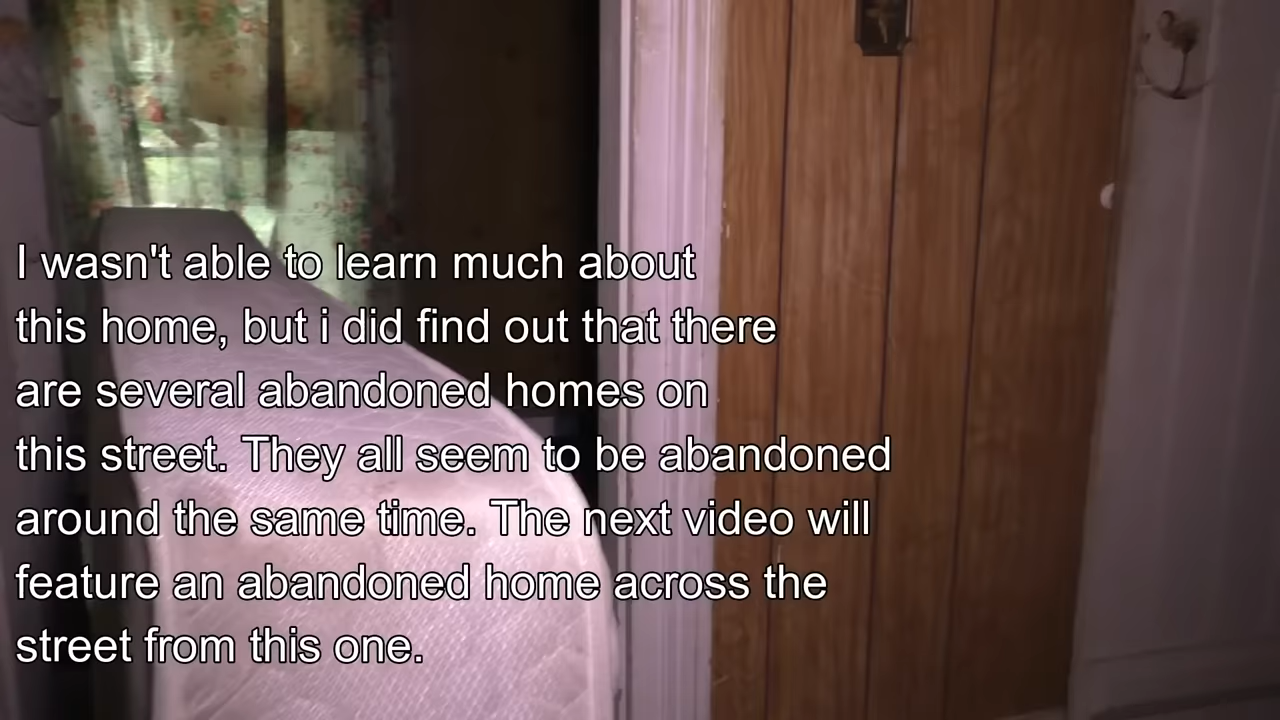 I wasn't able to learn much about
this home, but i did find out that there
are several abandoned homes on
this street. They all seem to be abandoned
around the same time. The next video will
feature an abandoned home across the
street from this one.